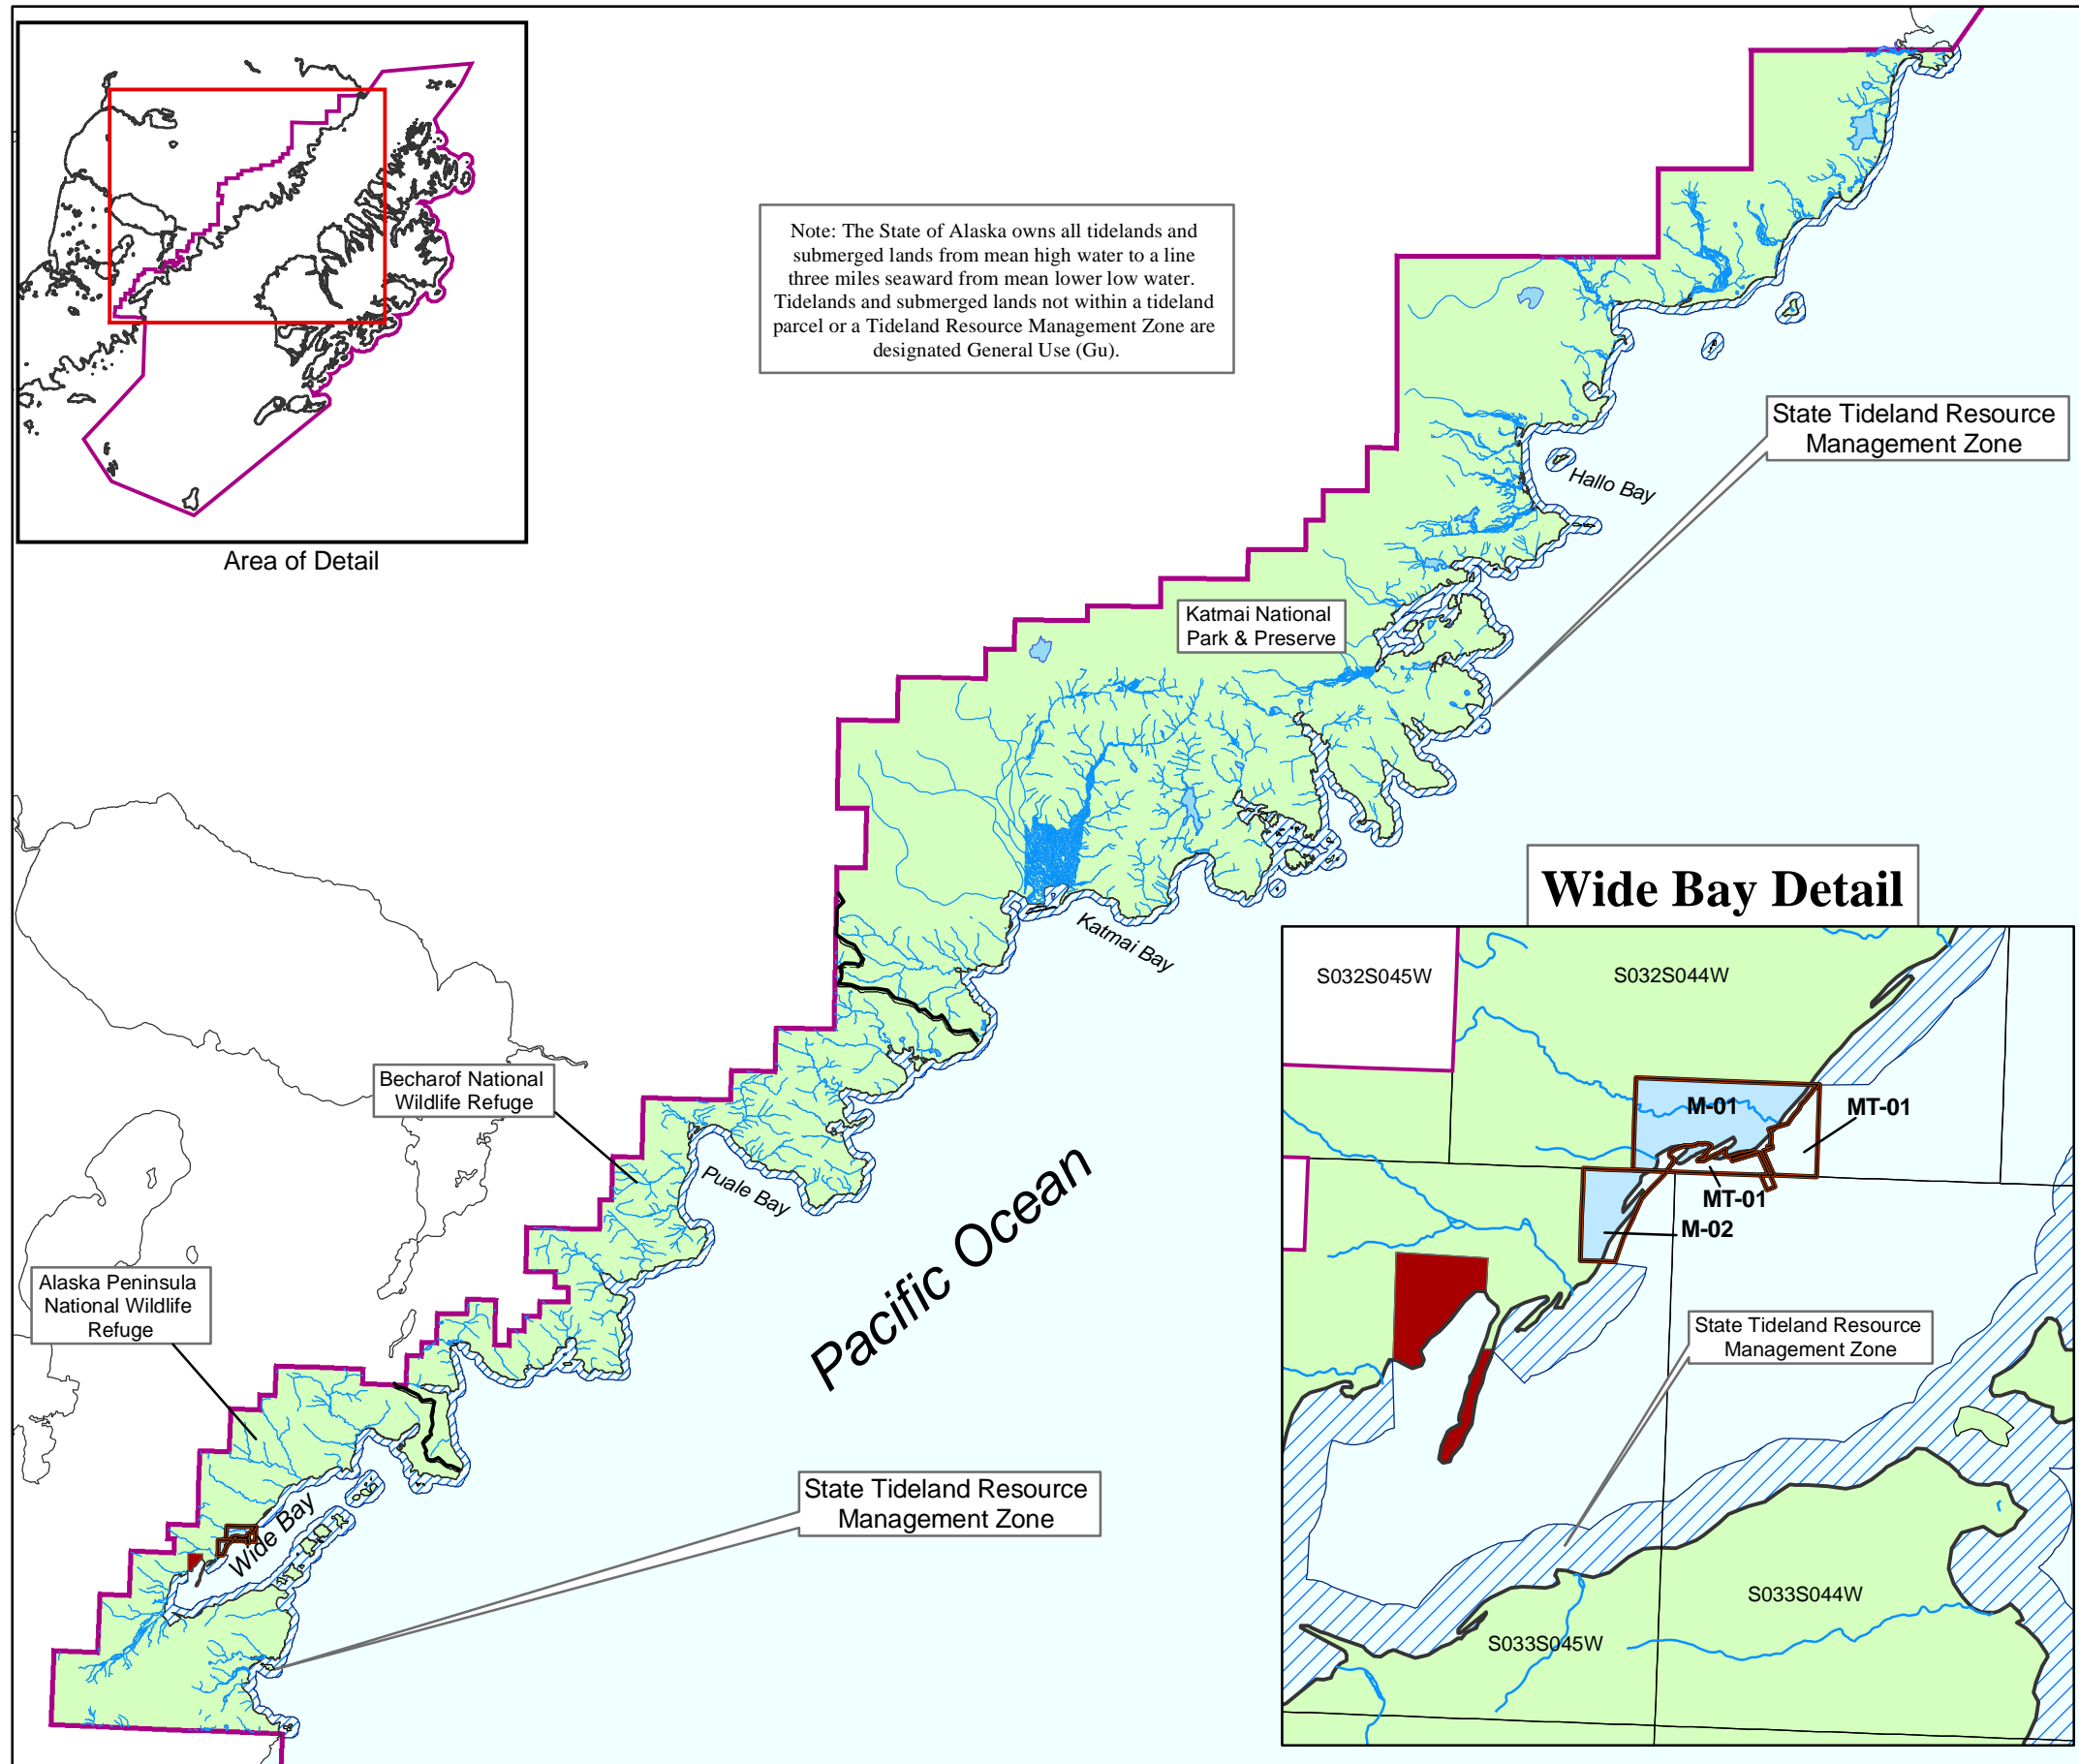 Area of Detail
Note: The State of Alaska owns all tidelands and
submerged lands from mean high water to a line
three miles seaward from mean lower low water.
Tidelands and submerged lands not within a tideland
parcel or a Tideland Resource Management Zone are
designated General Use (Gu).
State Tideland Resource
Management Zone
Hallo Bay
Katmai National
Park & Preserve
Katmai Bay
Becharof National
Wildlife Refuge
Puale Bay
Pacific Ocean
Alaska Peninsula
National Wildlife
Refuge
Wide Bay
State Tideland Resource
Management Zone
Wide Bay Detail
S032S045W
S032S044W
M-01
MT-01
MT-01
M-02
State Tideland Resource
Management Zone
S033S044W
S033S045W